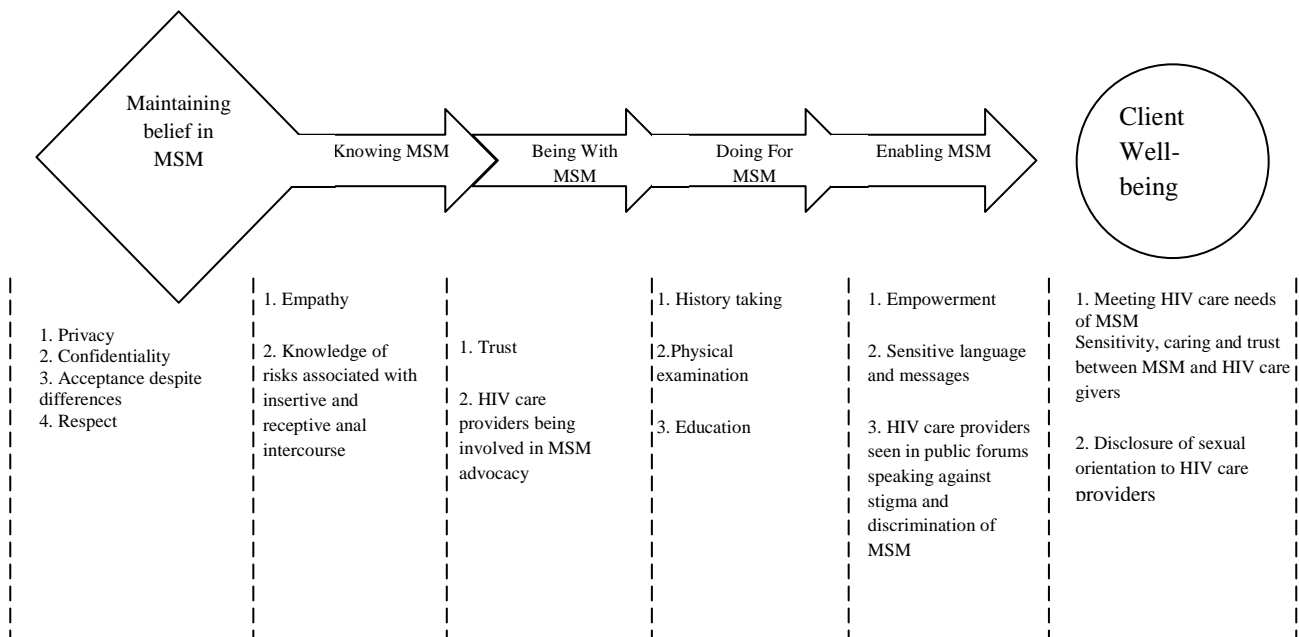 Maintaining
belief in
MSM
Knowing MSM
Being With
MSM
Doing For
MSM
Enabling MSM
Client
Well-
being
1. Privacy
2. Confidentiality
3. Acceptance despite
differences
4. Respect
1. Empathy
2. Knowledge of
risks associated with
insertive and
receptive anal
intercourse
1. Trust
2. HIV care
providers being
involved in MSM
advocacy
1. History taking
2.Physical
examination
3. Education
1. Empowerment
2. Sensitive language
and messages
3. HIV care providers
seen in public forums
speaking against
stigma and
discrimination of
MSM
1. Meeting HIV care needs
of MSM
Sensitivity, caring and trust
between MSM and HIV care
givers
2. Disclosure of sexual
orientation to HIV care
providers